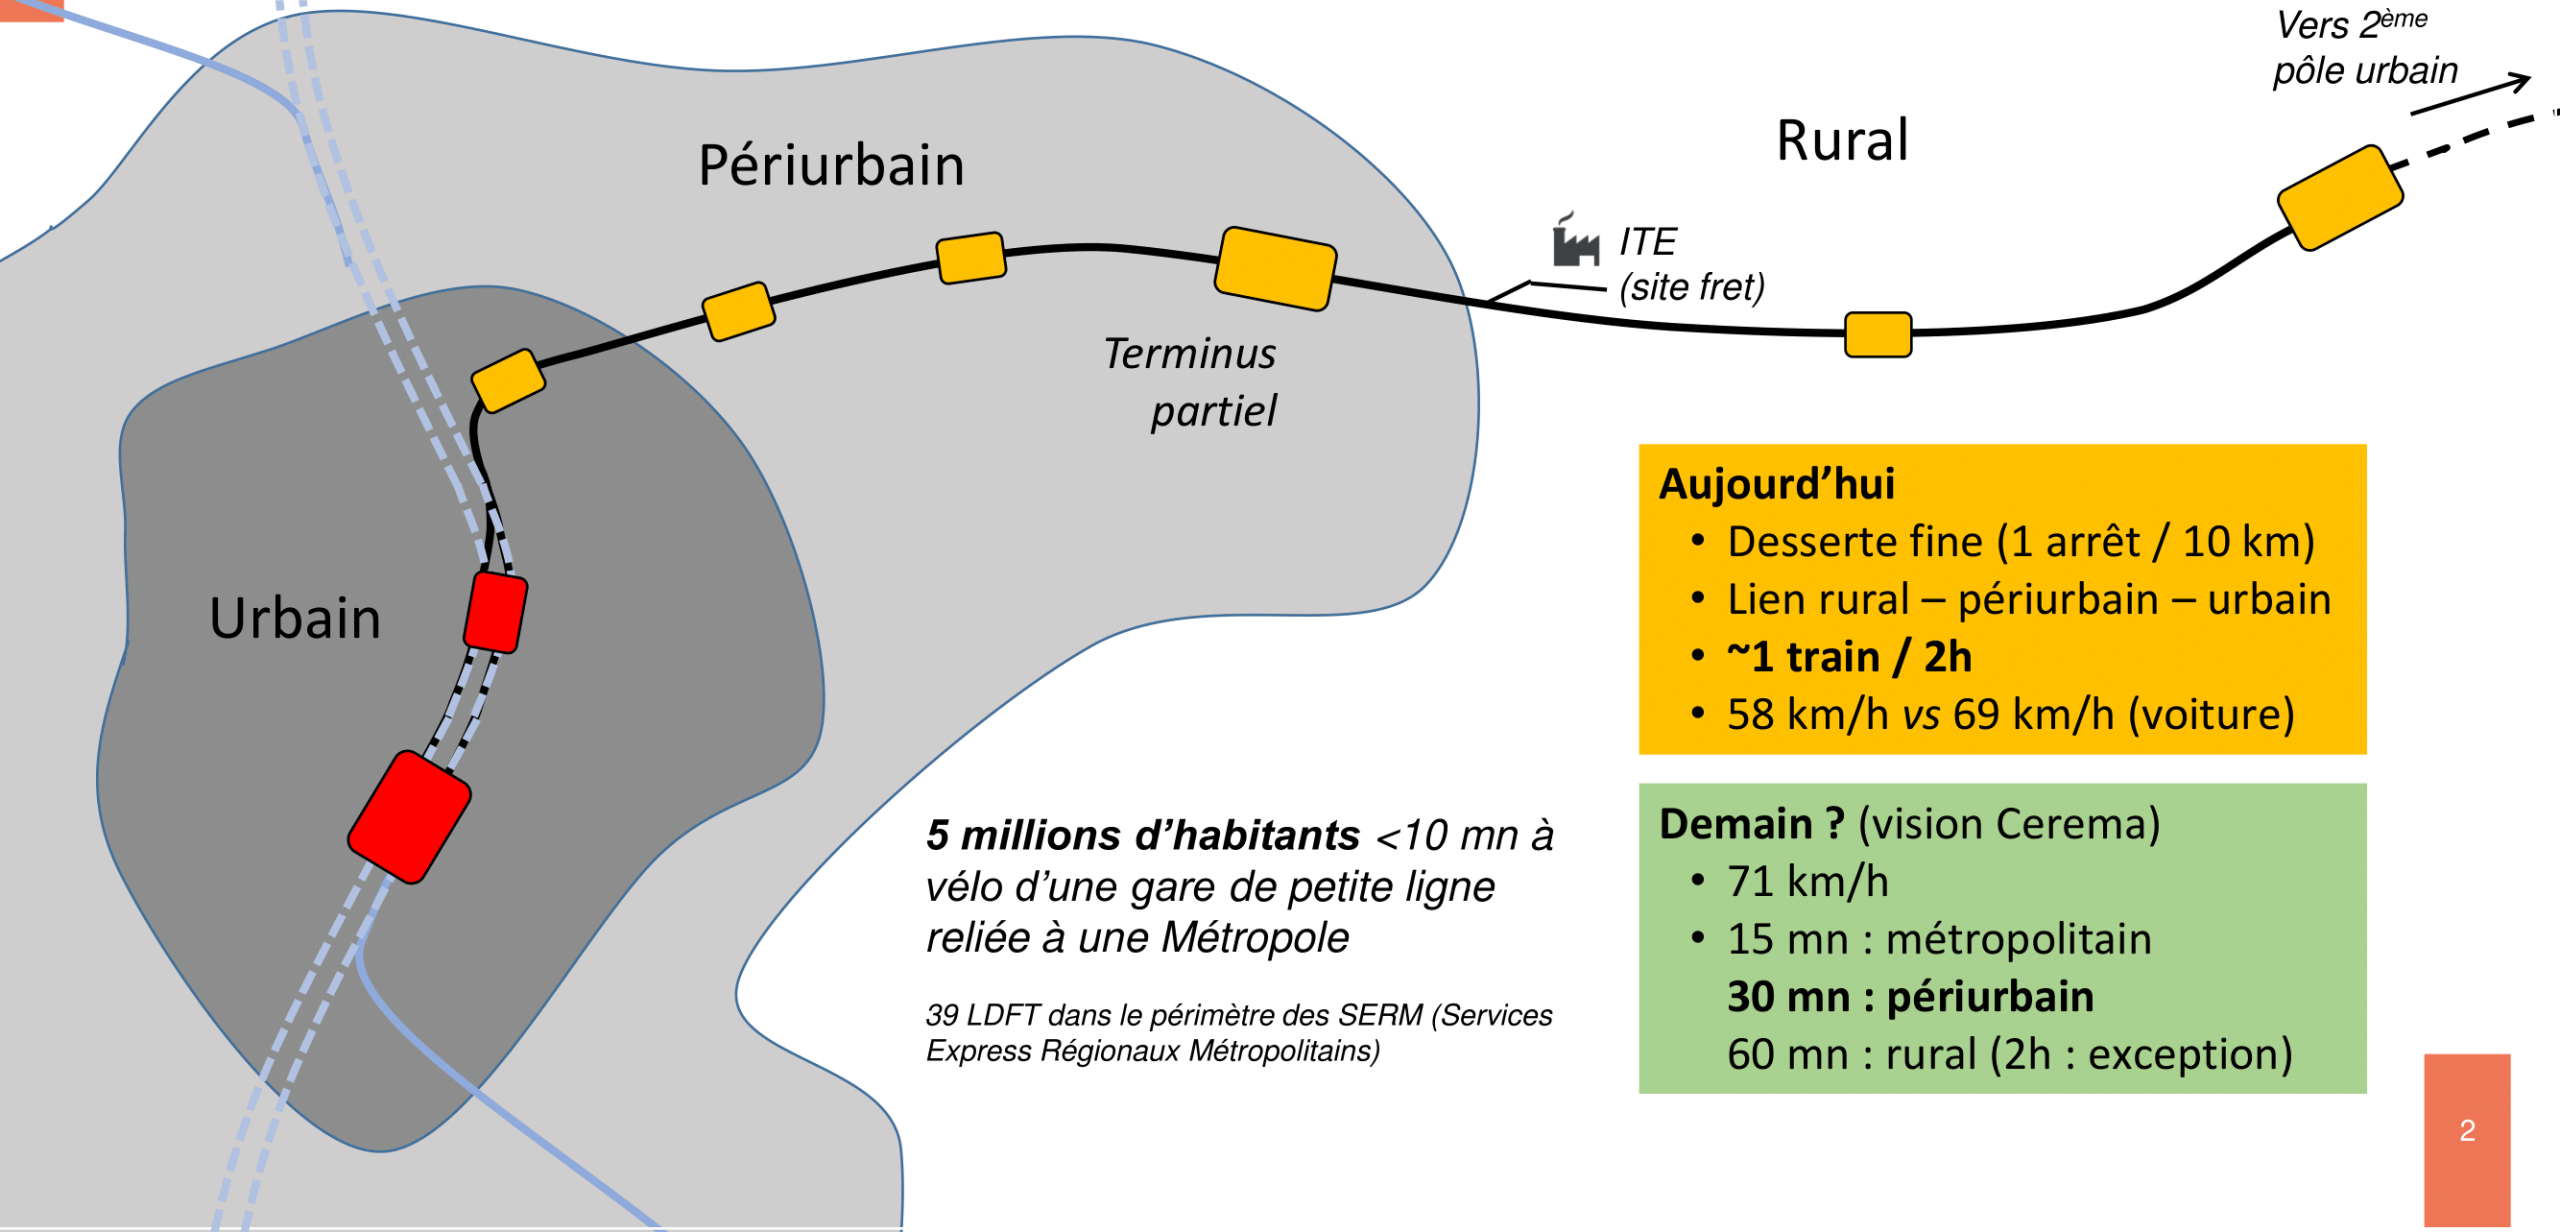 Vers 2ème
pôle urbain
Périurbain
Rural
ITE
(site fret)
Terminus
partiel
Urbain
Aujourd’hui
• Desserte fine (1 arrêt / 10 km)
• Lien rural – périurbain – urbain
• ~1 train / 2h
• 58 km/h vs 69 km/h (voiture)
5 millions d’habitants <10 mn à
vélo d’une gare de petite ligne
reliée à une Métropole
39 LDFT dans le périmètre des SERM (Services
Express Régionaux Métropolitains)
Demain ? (vision Cerema)
• 71 km/h
• 15 mn : métropolitain
30 mn : périurbain
60 mn : rural (2h : exception)
2